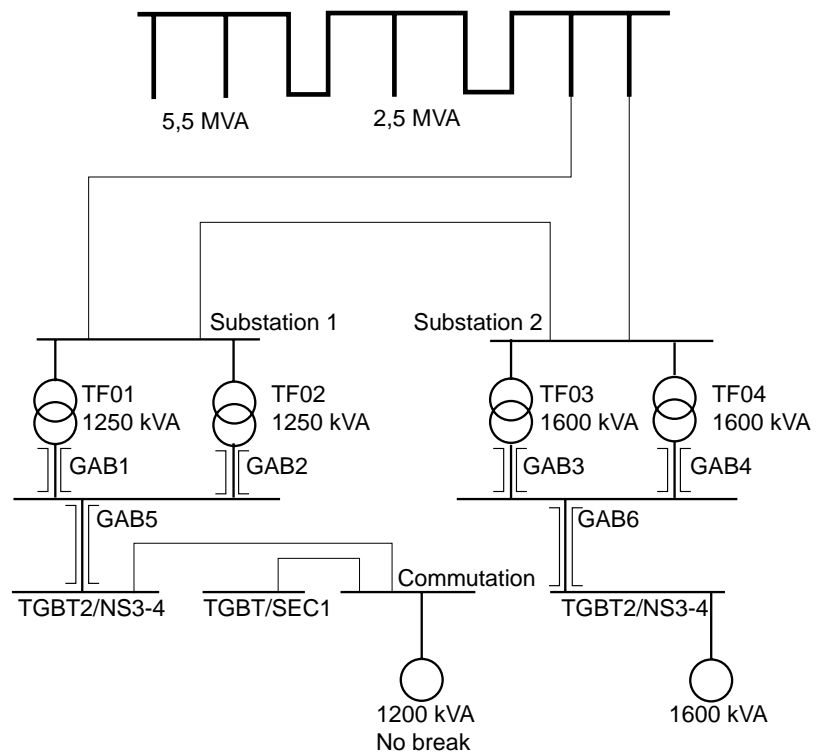 5,5 MVA
2,5 MVA
Substation 1
Substation 2
TF01
1250 kVA
TF02
1250 kVA
TF03
1600 kVA
TF04
1600 kVA
GAB1
GAB2
GAB3
GAB4
GAB5
GAB6
Commutation
TGBT2/NS3-4
TGBT/SEC1
TGBT2/NS3-4
1200 kVA
No break
1600 kVA